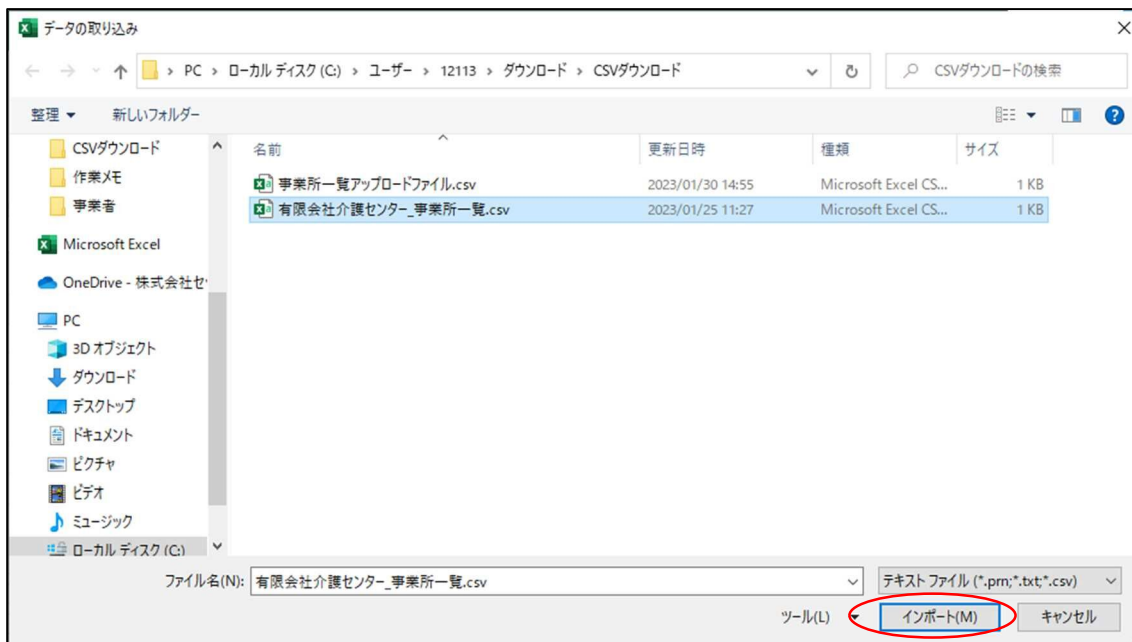 データの取り込み
PC › ローカル ディスク (C:) › ユーザー › 12113 › ダウンロード › CSVダウンロード
CSVダウンロードの検索
整理 新しいフォルダー
CSVダウンロード
作業メモ
事業者
Microsoft Excel
OneDrive - 株式会社セ
PC
3D オブジェクト
ダウンロード
デスクトップ
ドキュメント
ピクチャ
ビデオ
ミュージック
ローカル ディスク (C:)
名前 更新日時 種類 サイズ
事業所一覧アップロードファイル.csv 2023/01/30 14:55 Microsoft Excel CS... 1 KB
有限会社介護センター_事業所一覧.csv 2023/01/25 11:27 Microsoft Excel CS... 1 KB
ファイル名(N): 有限会社介護センター_事業所一覧.csv テキスト ファイル (*.prn;*.txt;*.csv)
ツール(L) インポート(M) キャンセル